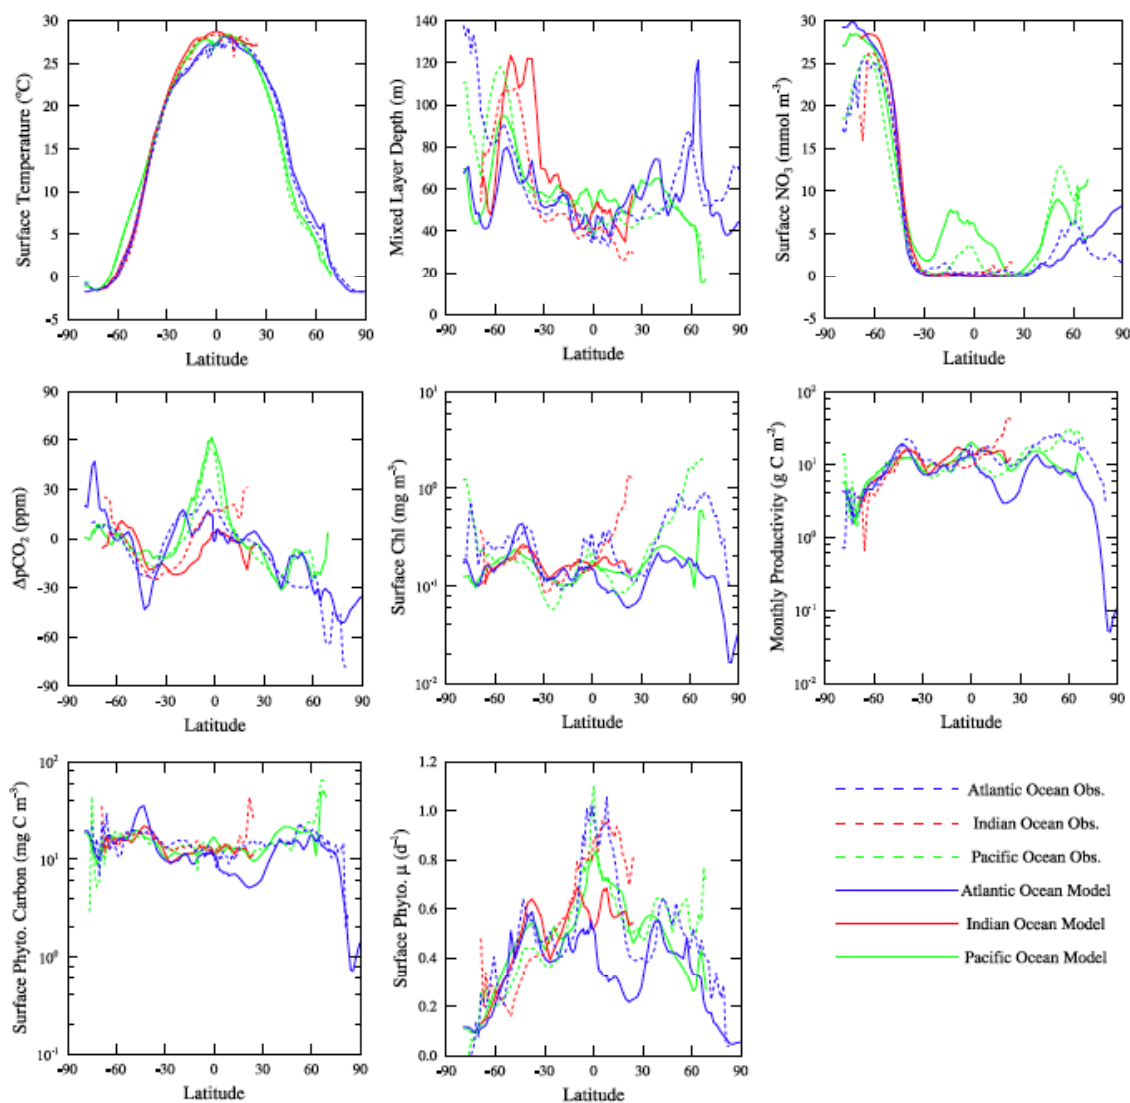 30
25
20
15
10
5
0
-5
Surface Temperature (°C)
-90 -60 -30 0 30 60 90
Latitude
140
120
100
80
60
40
20
0
Mixed Layer Depth (m)
-90 -60 -30 0 30 60 90
Latitude
30
25
20
15
10
5
0
-5
Surface NO₃ (mmol m⁻³)
-90 -60 -30 0 30 60 90
Latitude
90
60
30
0
-30
-60
-90
ΔpCO₂ (ppm)
-90 -60 -30 0 30 60 90
Latitude
10¹
10⁰
10⁻¹
10⁻²
Surface Chl (mg m⁻³)
-90 -60 -30 0 30 60 90
Latitude
10²
10¹
10⁰
10⁻¹
10⁻²
Monthly Productivity (g C m⁻²)
-90 -60 -30 0 30 60 90
Latitude
10²
10¹
10⁰
10⁻¹
Surface Phyto. Carbon (mg C m⁻³)
-90 -60 -30 0 30 60 90
Latitude
1.2
1.0
0.8
0.6
0.4
0.2
0.0
Surface Phyto. μ (d⁻¹)
-90 -60 -30 0 30 60 90
Latitude
Atlantic Ocean Obs.
Indian Ocean Obs.
Pacific Ocean Obs.
Atlantic Ocean Model
Indian Ocean Model
Pacific Ocean Model